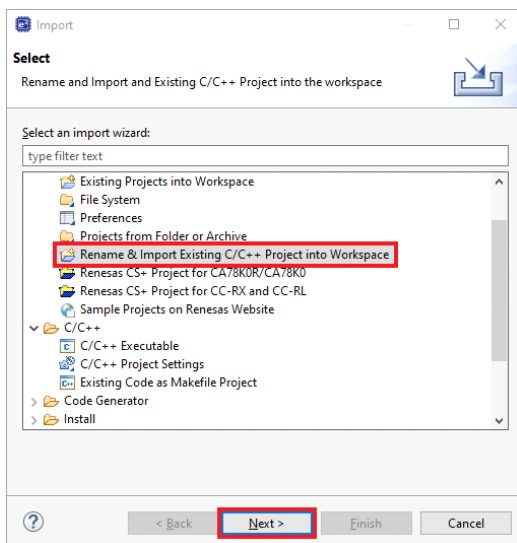 Import
Select
Rename and Import and Existing C/C++ Project into the workspace
Select an import wizard:
type filter text
Existing Projects into Workspace
File System
Preferences
Projects from Folder or Archive
Rename & Import Existing C/C++ Project into Workspace
Renesas CS+ Project for CA78K0R/CA78K0
Renesas CS+ Project for CC-RX and CC-RL
Sample Projects on Renesas Website
C/C++
C/C++ Executable
C/C++ Project Settings
Existing Code as Makefile Project
Code Generator
Install
< Back Next > Finish Cancel